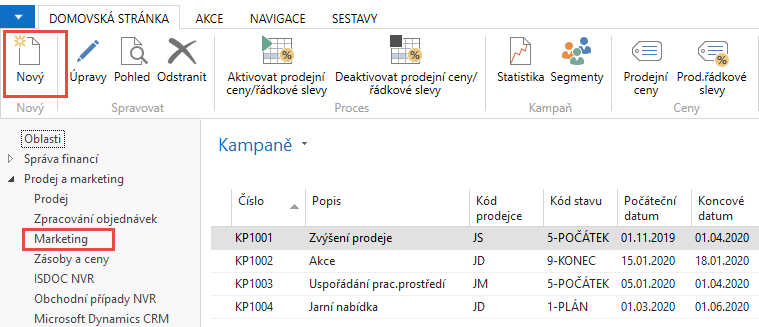 DOMOVSKÁ STRÁNKA AKCE NAVIGACE SESTAVY
Nový Úpravy Pohled Odstranit Aktivovat prodejní ceny/řádkové slevy Deaktivovat prodejní ceny/ řádkové slevy Statistika Segmenty Prodejní ceny Prod.řádkové slevy
Nový Spravovat Proces Kampaň Ceny
Oblasti
Správa financí
Prodej a marketing
Prodej
Zpracování objednávek
Marketing
Zásoby a ceny
ISDOC NVR
Obchodní případy NVR
Microsoft Dynamics CRM
Kampaně
Číslo Popis Kód prodejce Kód stavu Počáteční datum Koncové datum
KP1001 Zvýšení prodeje JS 5-POČÁTEK 01.11.2019 01.04.2020
KP1002 Akce JD 9-KONEC 15.01.2020 18.01.2020
KP1003 Uspořádání prac.prostředí JM 5-POČÁTEK 05.01.2020 01.04.2020
KP1004 Jarní nabídka JD 1-PLÁN 01.03.2020 01.06.2020